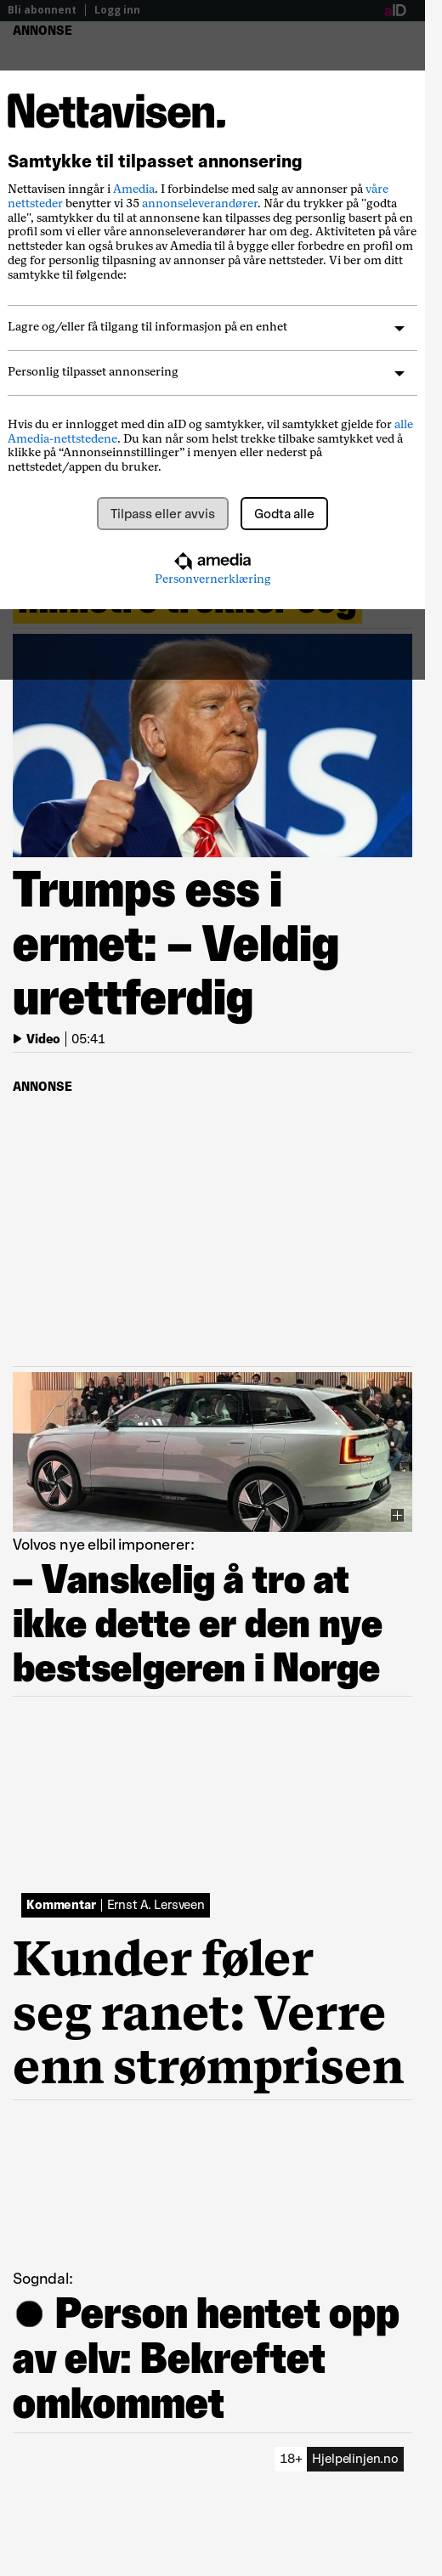 Bli abonnent | Logg inn aID
ANNONSE
Nettavisen.
Samtykke til tilpasset annonsering
Nettavisen inngår i Amedia. I forbindelse med salg av annonser på våre
nettsteder benytter vi 35 annonseleverandører. Når du trykker på "godta
alle", samtykker du til at annonsene kan tilpasses deg personlig basert på en
profil som vi eller våre annonseleverandører har om deg. Aktiviteten på våre
nettsteder kan også brukes av Amedia til å bygge eller forbedre en profil om
deg for personlig tilpasning av annonser på våre nettsteder. Vi ber om ditt
samtykke til følgende:
Lagre og/eller få tilgang til informasjon på en enhet
Personlig tilpasset annonsering
Hvis du er innlogget med din aID og samtykker, vil samtykket gjelde for alle
Amedia-nettstedene. Du kan når som helst trekke tilbake samtykket ved å
klikke på “Annonseinnstillinger” i menyen eller nederst på
nettstedet/appen du bruker.
Tilpass eller avvis Godta alle
amedia
Personvernerklæring
Trumps ess i
ermet: – Veldig
urettferdig
Video | 05:41
ANNONSE
Volvos nye elbil imponerer:
– Vanskelig å tro at
ikke dette er den nye
bestselgeren i Norge
Kommentar | Ernst A. Lersveen
Kunder føler
seg ranet: Verre
enn strømprisen
Sogndal:
Person hentet opp
av elv: Bekreftet
omkommet
18+ Hjelpelinjen.no